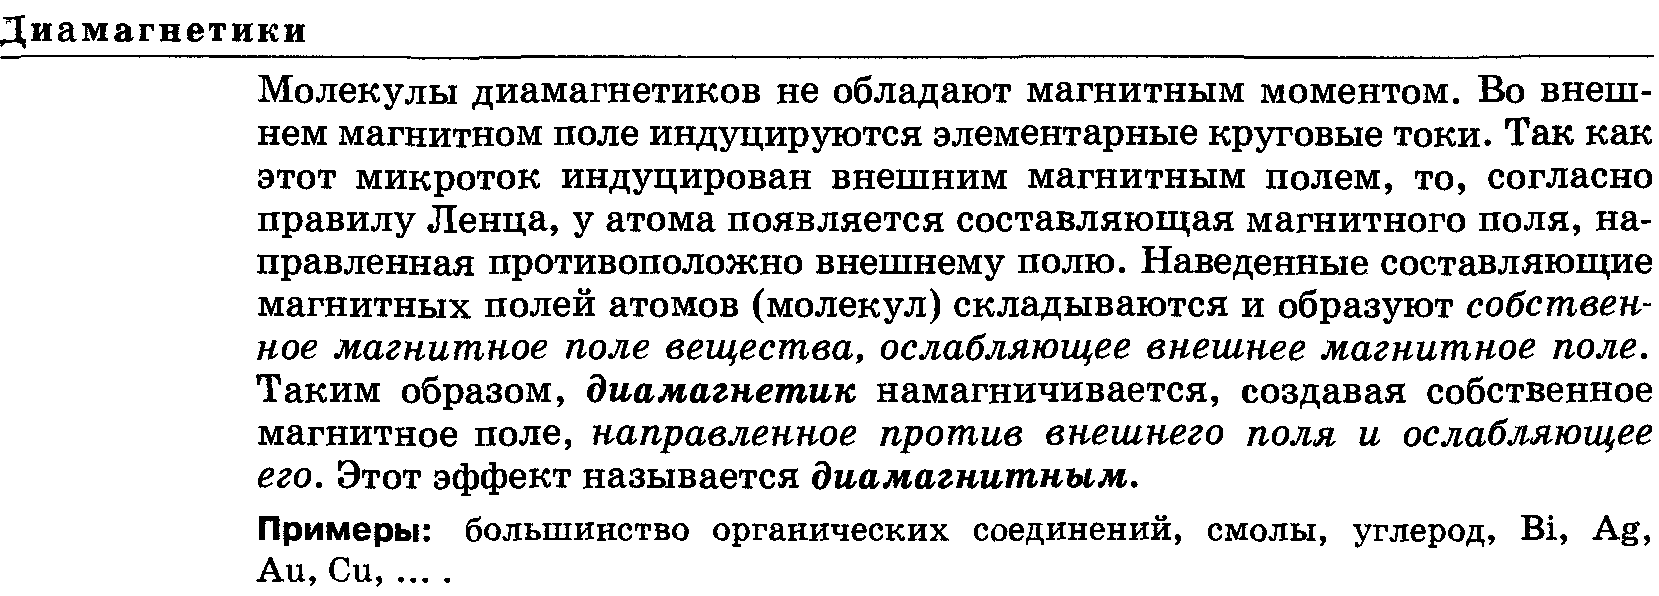 Диамагнетики
Молекулы диамагнетиков не обладают магнитным моментом. Во внеш-
нем магнитном поле индуцируются элементарные круговые токи. Так как
этот микроток индуцирован внешним магнитным полем, то, согласно
правилу Ленца, у атома появляется составляющая магнитного поля, на-
правленная противоположно внешнему полю. Наведенные составляющие
магнитных полей атомов (молекул) складываются и образуют собствен-
ное магнитное поле вещества, ослабляющее внешнее магнитное поле.
Таким образом, диамагнетик намагничивается, создавая собственное
магнитное поле, направленное против внешнего поля и ослабляющее
его. Этот эффект называется диамагнитным.
Примеры: большинство органических соединений, смолы, углерод, Bi, Ag,
Au, Cu, ... .